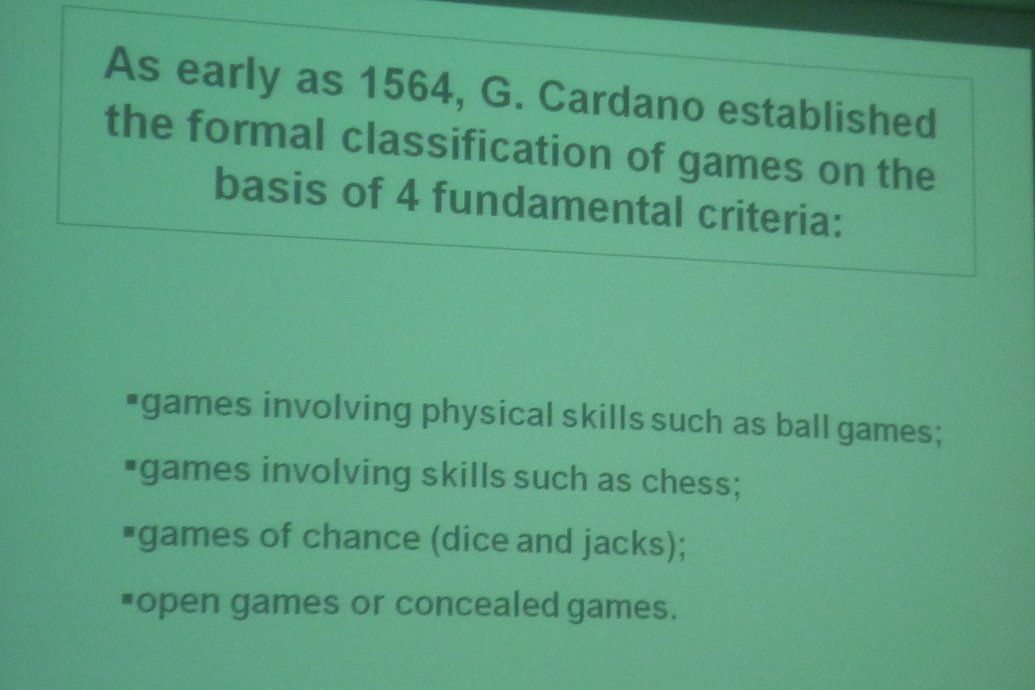 As early as 1564, G. Cardano established
the formal classification of games on the
basis of 4 fundamental criteria:
▪games involving physical skills such as ball games;
▪games involving skills such as chess;
▪games of chance (dice and jacks);
▪open games or concealed games.